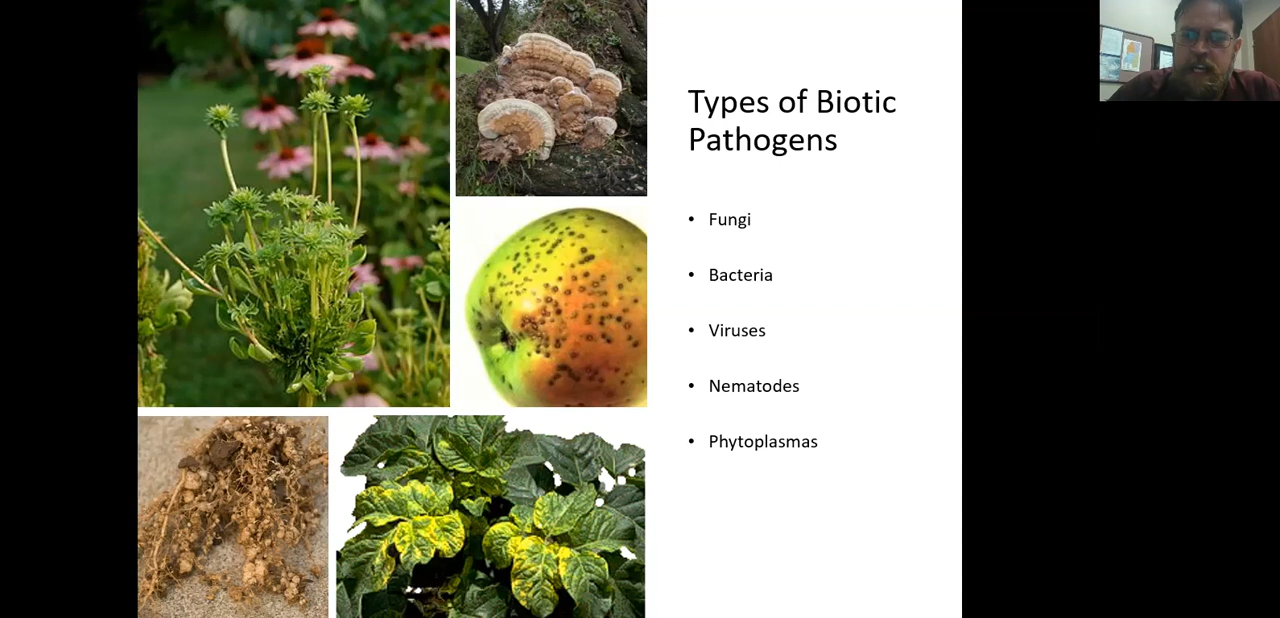 Types of Biotic
Pathogens
• Fungi
• Bacteria
• Viruses
• Nematodes
• Phytoplasmas